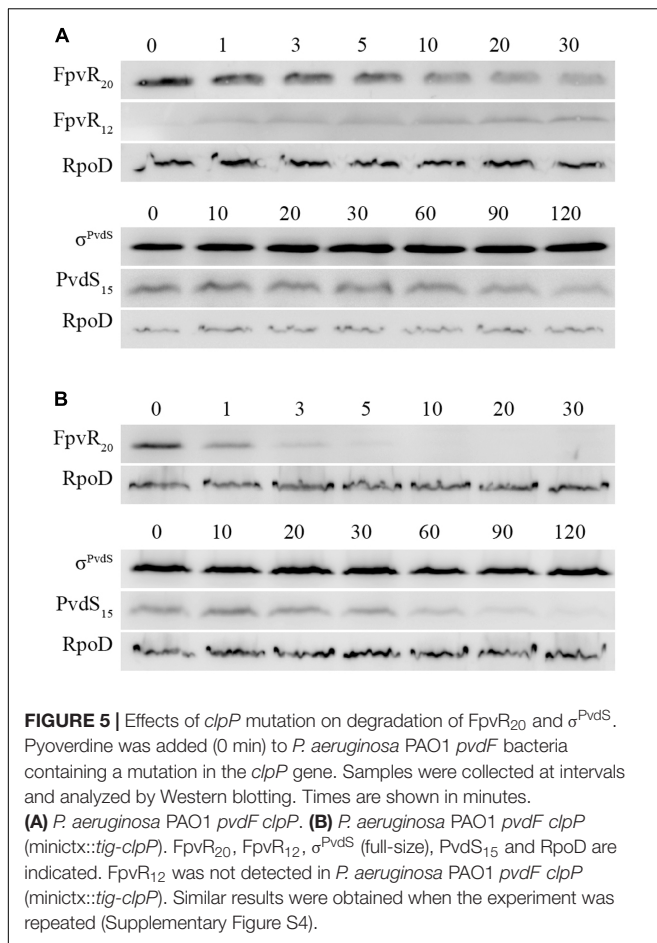 A
0 1 3 5 10 20 30
FpvR₂₀
FpvR₁₂
RpoD
0 10 20 30 60 90 120
σᴾᵛᵈˢ
PvdS₁₅
RpoD
B
0 1 3 5 10 20 30
FpvR₂₀
RpoD
0 10 20 30 60 90 120
σᴾᵛᵈˢ
PvdS₁₅
RpoD
FIGURE 5 | Effects of clpP mutation on degradation of FpvR₂₀ and σᴾᵛᵈˢ.
Pyoverdine was added (0 min) to P. aeruginosa PAO1 pvdF bacteria
containing a mutation in the clpP gene. Samples were collected at intervals
and analyzed by Western blotting. Times are shown in minutes.
(A) P. aeruginosa PAO1 pvdF clpP. (B) P. aeruginosa PAO1 pvdF clpP
(minictx::tig-clpP). FpvR₂₀, FpvR₁₂, σᴾᵛᵈˢ (full-size), PvdS₁₅ and RpoD are
indicated. FpvR₁₂ was not detected in P. aeruginosa PAO1 pvdF clpP
(minictx::tig-clpP). Similar results were obtained when the experiment was
repeated (Supplementary Figure S4).